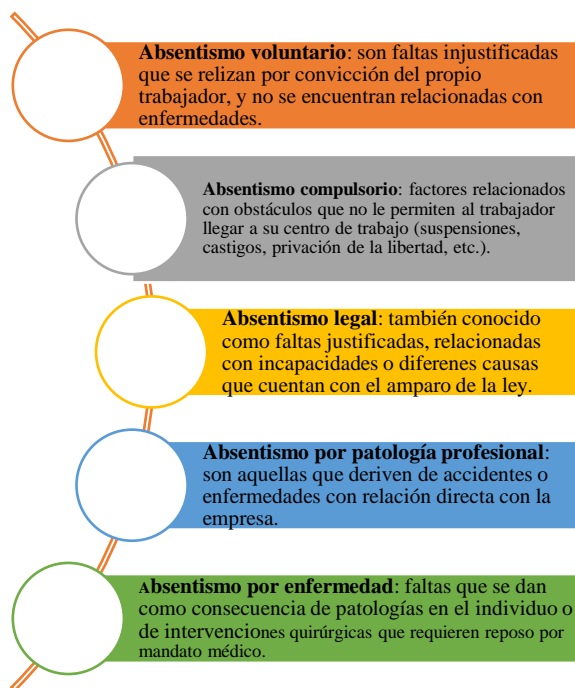 Absentismo voluntario: son faltas injustificadas
que se relizan por convicción del propio
trabajador, y no se encuentran relacionadas con
enfermedades.
Absentismo compulsorio: factores relacionados
con obstáculos que no le permiten al trabajador
llegar a su centro de trabajo (suspensiones,
castigos, privación de la libertad, etc.).
Absentismo legal: también conocido
como faltas justificadas, relacionadas
con incapacidades o diferenes causas
que cuentan con el amparo de la ley.
Absentismo por patología profesional:
son aquellas que deriven de accidentes o
enfermedades con relación directa con la
empresa.
Absentismo por enfermedad: faltas que se dan
como consecuencia de patologías en el individuo o
de intervenciones quirúrgicas que requieren reposo por
mandato médico.